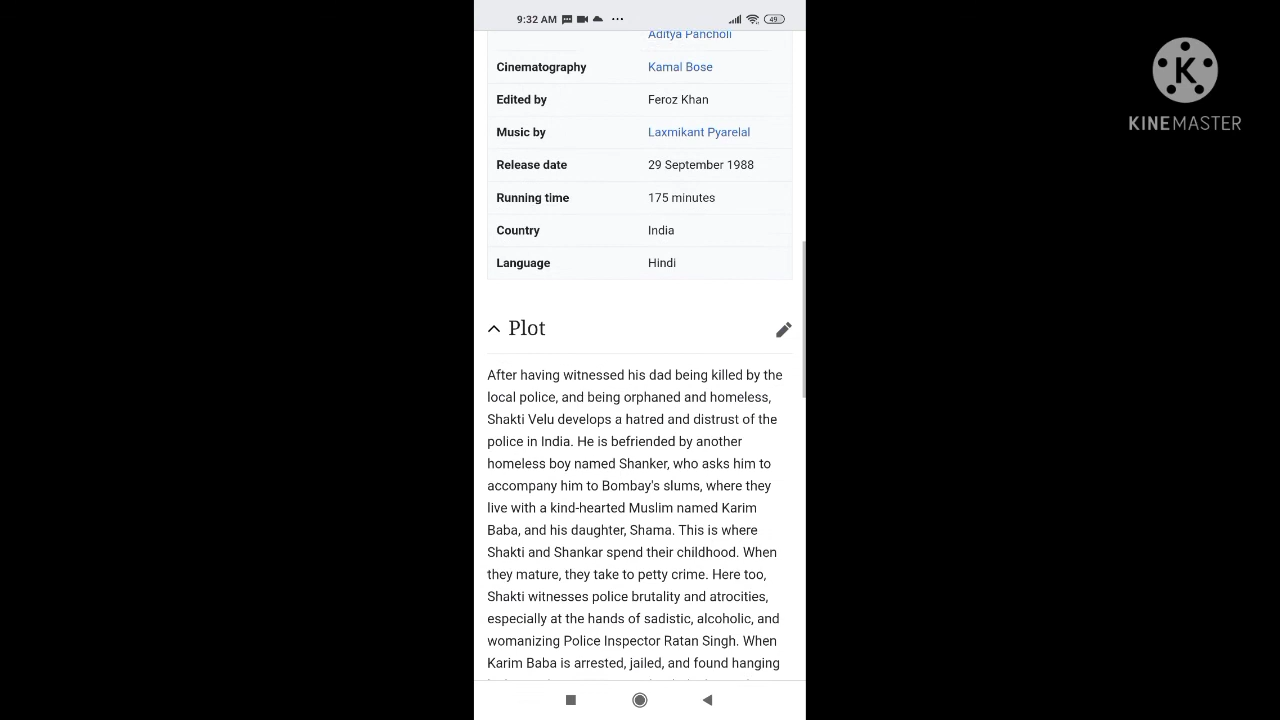 9:32 AM
49
Aditya Pancholi
Cinematography Kamal Bose
Edited by Feroz Khan
Music by Laxmikant Pyarelal
Release date 29 September 1988
Running time 175 minutes
Country India
Language Hindi
Plot
After having witnessed his dad being killed by the
local police, and being orphaned and homeless,
Shakti Velu develops a hatred and distrust of the
police in India. He is befriended by another
homeless boy named Shanker, who asks him to
accompany him to Bombay's slums, where they
live with a kind-hearted Muslim named Karim
Baba, and his daughter, Shama. This is where
Shakti and Shankar spend their childhood. When
they mature, they take to petty crime. Here too,
Shakti witnesses police brutality and atrocities,
especially at the hands of sadistic, alcoholic, and
womanizing Police Inspector Ratan Singh. When
Karim Baba is arrested, jailed, and found hanging
K
KINEMASTER